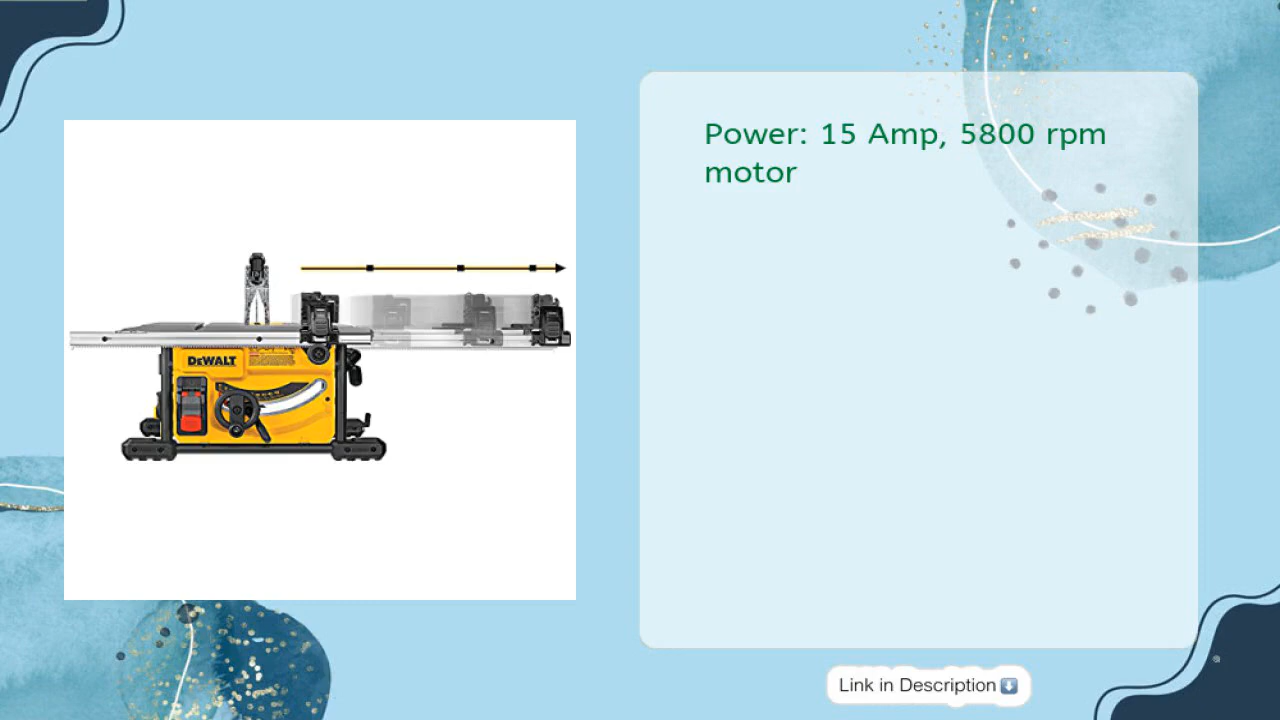 Power: 15 Amp, 5800 rpm
motor
DEWALT
Link in Description⬇️